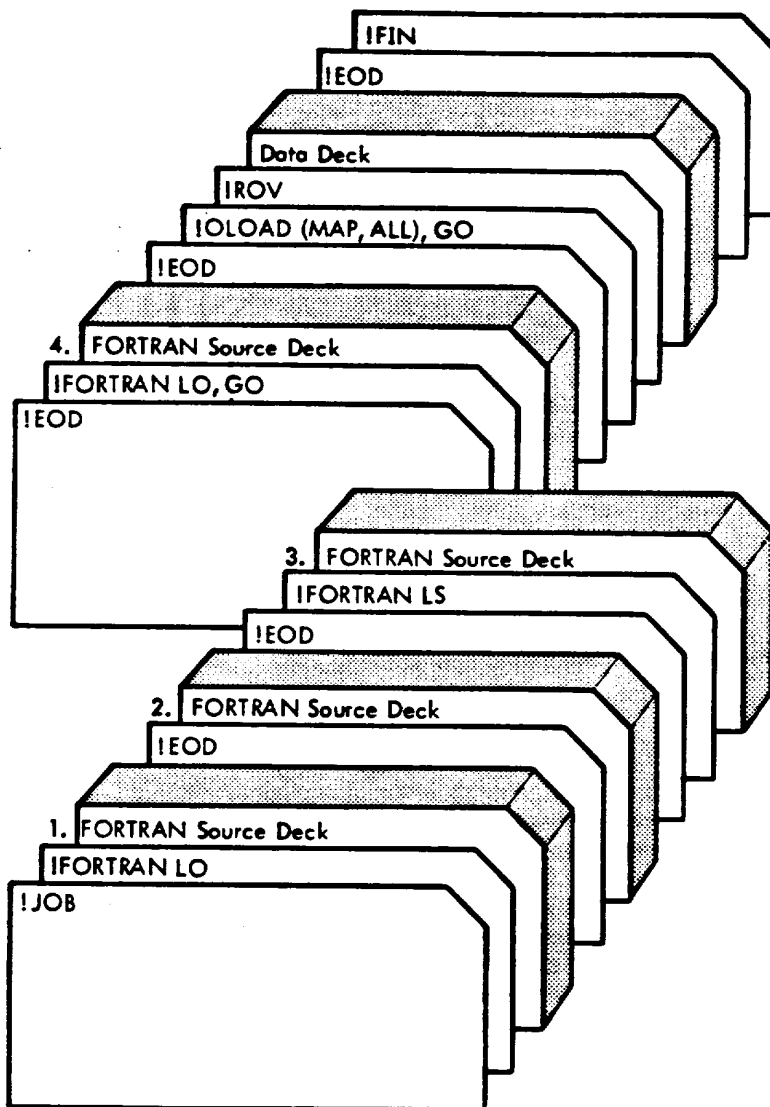 !FIN
!EOD
Data Deck
!ROV
!OLOAD (MAP, ALL), GO
!EOD
4. FORTRAN Source Deck
!FORTRAN LO, GO
!EOD
3. FORTRAN Source Deck
!FORTRAN LS
!EOD
2. FORTRAN Source Deck
!EOD
1. FORTRAN Source Deck
!FORTRAN LO
!JOB